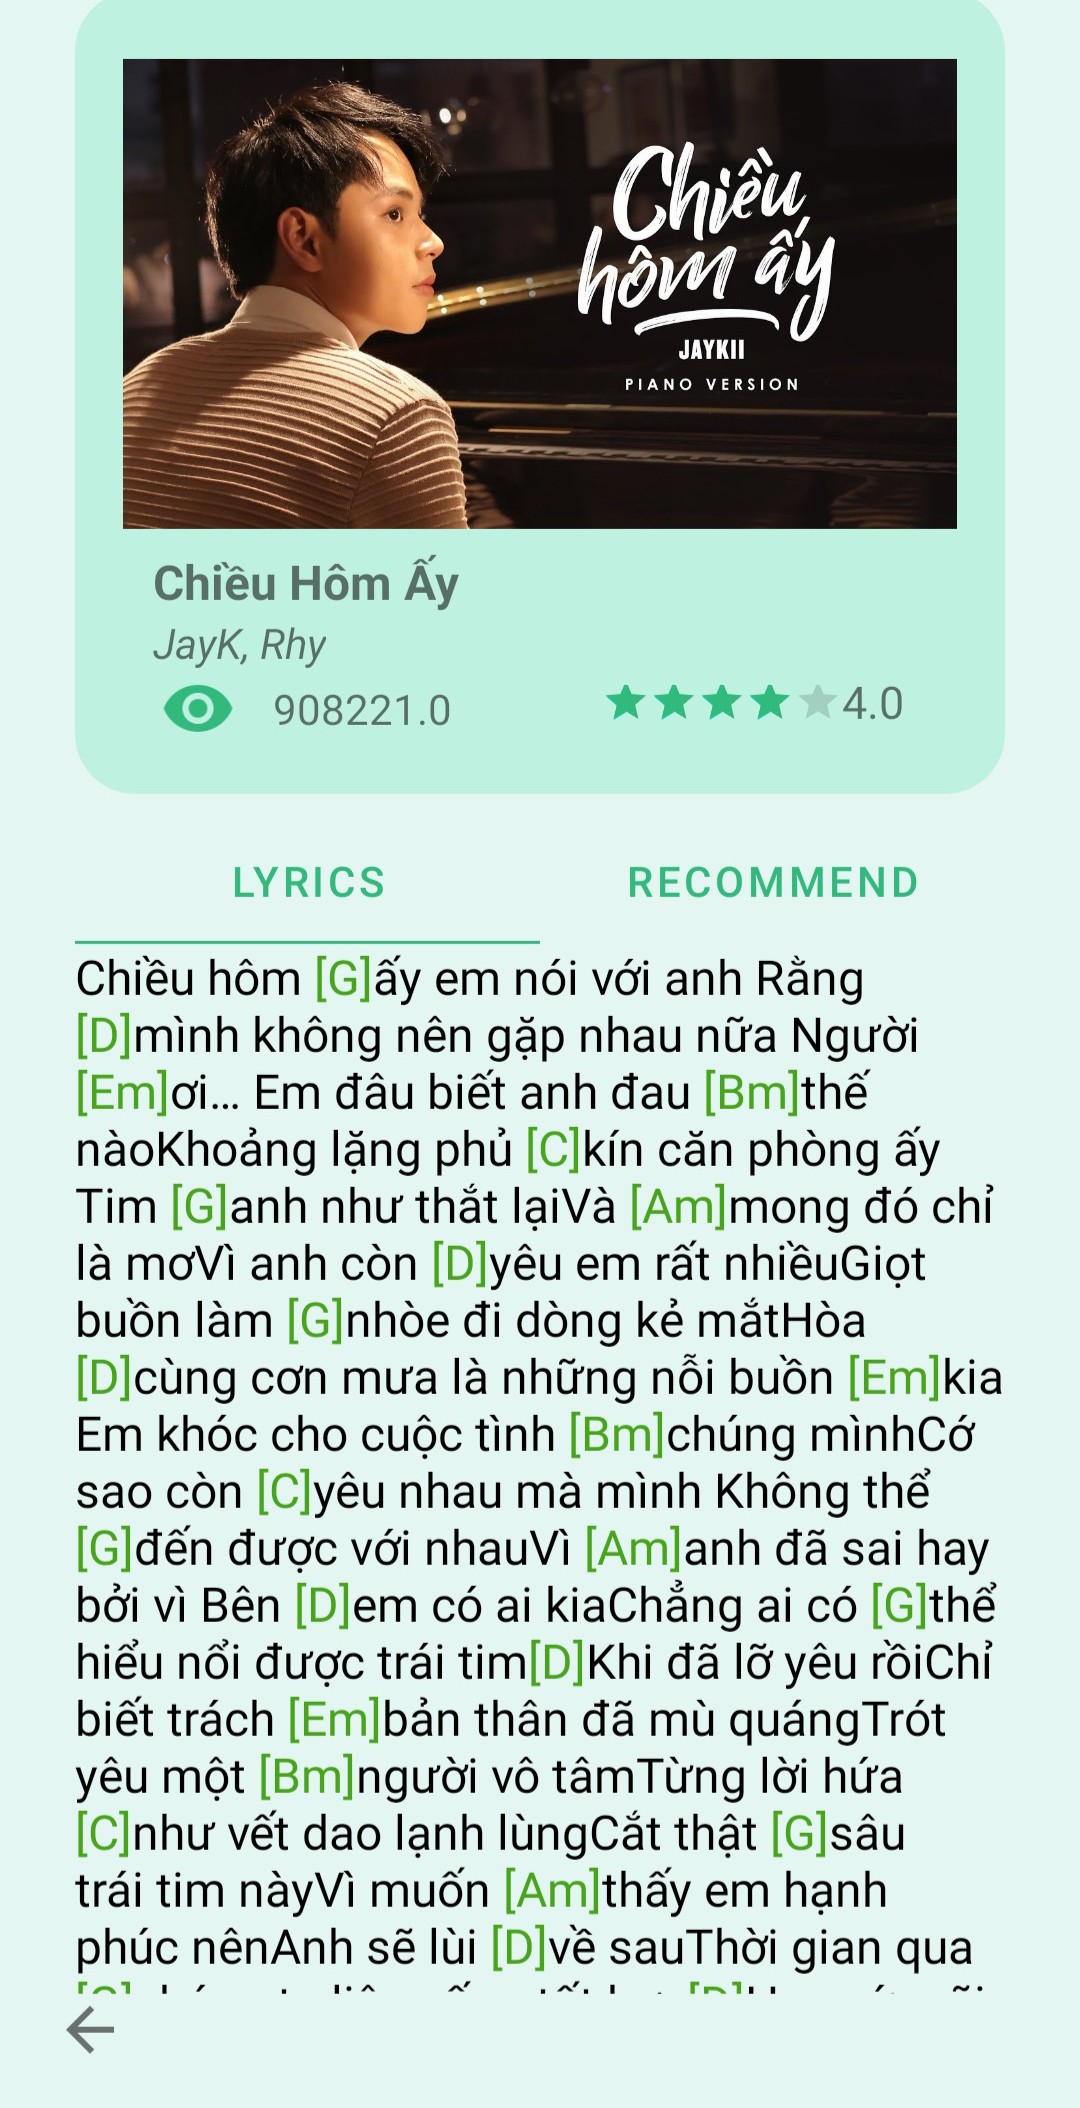 Chiều
hôm ấy
JAYKII
PIANO VERSION
Chiều Hôm Ấy
JayK, Rhy
908221.0
4.0
LYRICS
RECOMMEND
Chiều hôm [G]ấy em nói với anh Rằng
[D]mình không nên gặp nhau nữa Người
[Em]ơi... Em đâu biết anh đau [Bm]thế
nàoKhoảng lặng phủ [C]kín căn phòng ấy
Tim [G]anh như thắt lạiVà [Am]mong đó chỉ
là mơVì anh còn [D]yêu em rất nhiềuGiọt
buồn làm [G]nhòe đi dòng kẻ mắtHòa
[D]cùng cơn mưa là những nỗi buồn [Em]kia
Em khóc cho cuộc tình [Bm]chúng mìnhCớ
sao còn [C]yêu nhau mà mình Không thể
[G]đến được với nhauVì [Am]anh đã sai hay
bởi vì Bên [D]em có ai kiaChẳng ai có [G]thể
hiểu nổi được trái tim[D]Khi đã lỡ yêu rồiChỉ
biết trách [Em]bản thân đã mù quángTrót
yêu một [Bm]người vô tâmTừng lời hứa
[C]như vết dao lạnh lùngCắt thật [G]sâu
trái tim nàyVì muốn [Am]thấy em hạnh
phúc nênAnh sẽ lùi [D]về sauThời gian qua